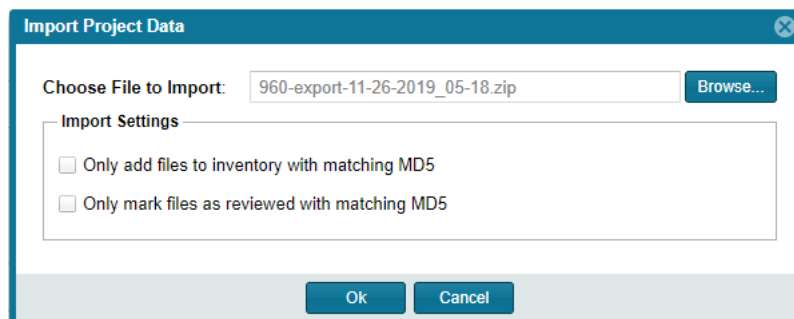 Import Project Data
Choose File to Import: 960-export-11-26-2019_05-18.zip Browse...
Import Settings
Only add files to inventory with matching MD5
Only mark files as reviewed with matching MD5
Ok Cancel